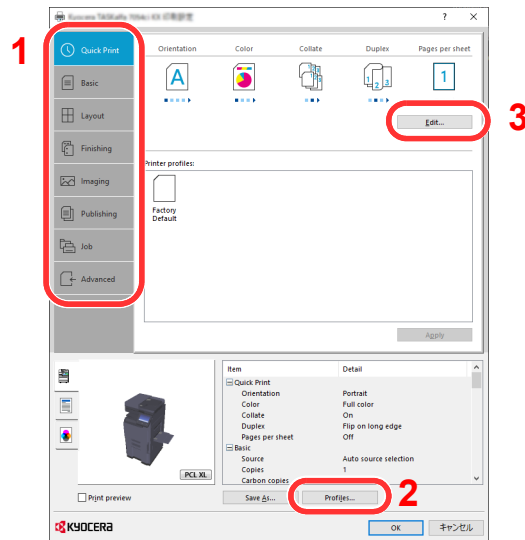 ? ×
1
Quick Print
Basic
Layout
Finishing
Imaging
Publishing
Job
Advanced
Orientation Color Collate Duplex Pages per sheet
A 1 2 3 1
Edit...
3
Printer profiles:
Factory
Default
Apply
Item Detail
Quick Print
Orientation Portrait
Color Full color
Collate On
Duplex Flip on long edge
Pages per sheet Off
Basic
Source Auto source selection
Copies 1
Carbon copies
PCL XL
Print preview
Save As...
Profiles...
2
KYOCERA
OK
キャンセル